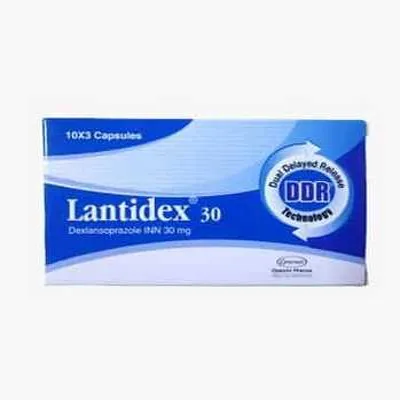 10X3 Capsules
Lantidex 30
Dexlansoprazole INN 30 mg
Dual Delayed Release
DDR
Technology